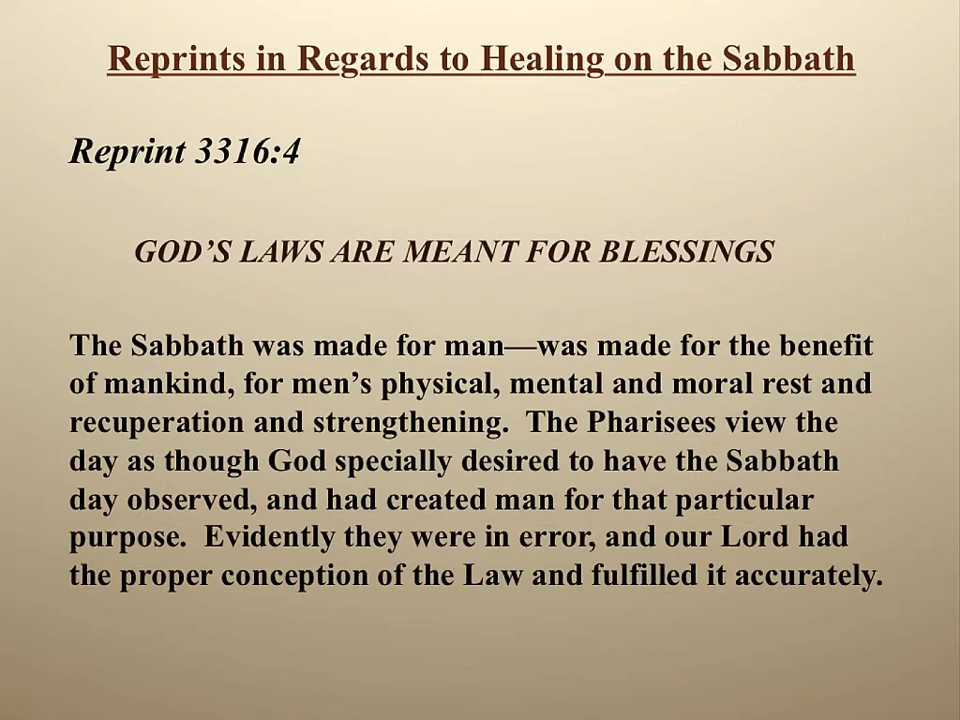 Reprints in Regards to Healing on the Sabbath
Reprint 3316:4
GOD’S LAWS ARE MEANT FOR BLESSINGS
The Sabbath was made for man—was made for the benefit
of mankind, for men’s physical, mental and moral rest and
recuperation and strengthening.  The Pharisees view the
day as though God specially desired to have the Sabbath
day observed, and had created man for that particular
purpose.  Evidently they were in error, and our Lord had
the proper conception of the Law and fulfilled it accurately.